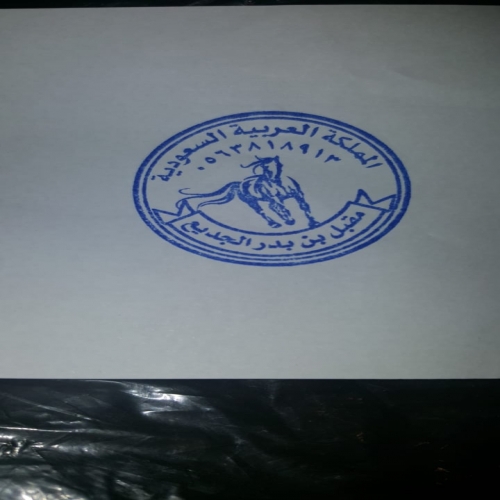 المملكة العربية السعودية
٠٥٦٣٨١٨٩١٣
مقبل بن بدر الجديع